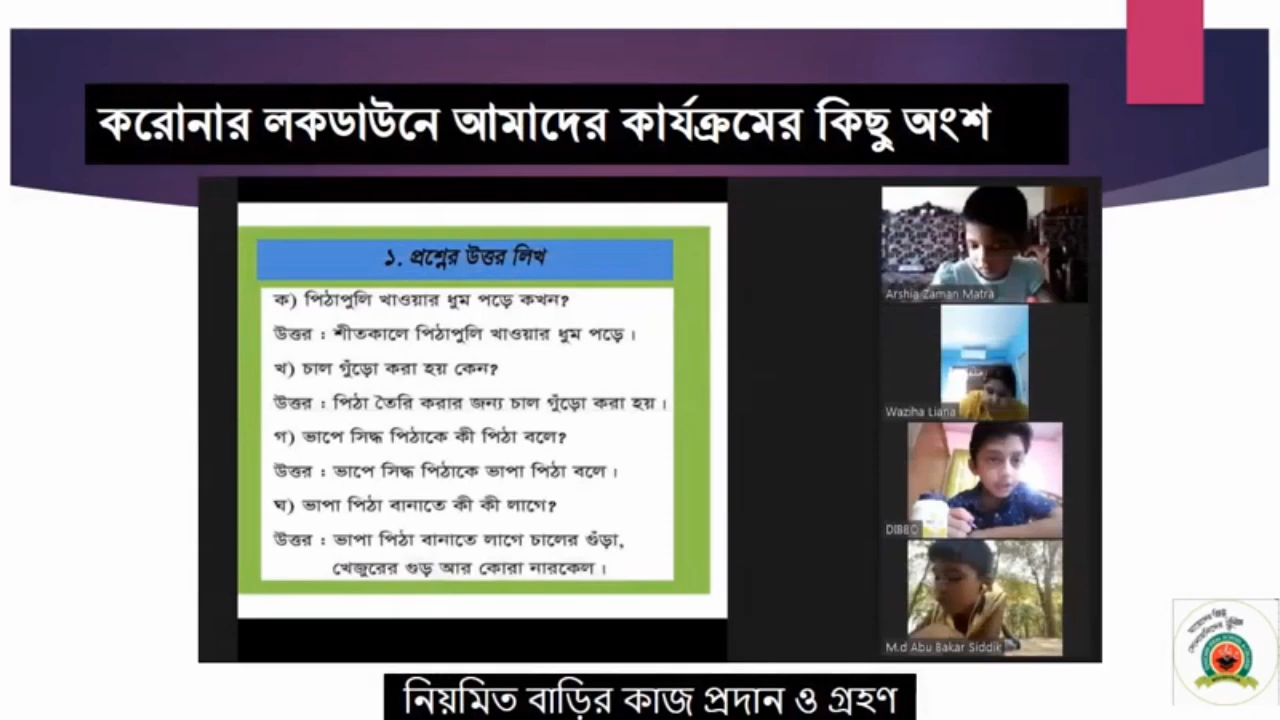 করোনার লকডাউনে আমাদের কার্যক্রমের কিছু অংশ
১. প্রশ্নের উত্তর লিখ
ক) পিঠাপুলি খাওয়ার ধুম পড়ে কখন?
উত্তর : শীতকালে পিঠাপুলি খাওয়ার ধুম পড়ে।
খ) চাল গুঁড়ো করা হয় কেন?
উত্তর : পিঠা তৈরি করার জন্য চাল গুঁড়ো করা হয়।
গ) ভাপে সিদ্ধ পিঠাকে কী পিঠা বলে?
উত্তর : ভাপে সিদ্ধ পিঠাকে ভাপা পিঠা বলে।
ঘ) ভাপা পিঠা বানাতে কী কী লাগে?
উত্তর : ভাপা পিঠা বানাতে লাগে চালের গুঁড়া,
খেজুরের গুড় আর কোরা নারকেল।
Arshia Zaman Matra
Waziha Liana
DIBBO
M.d Abu Bakar Siddik
নিয়মিত বাড়ির কাজ প্রদান ও গ্রহণ